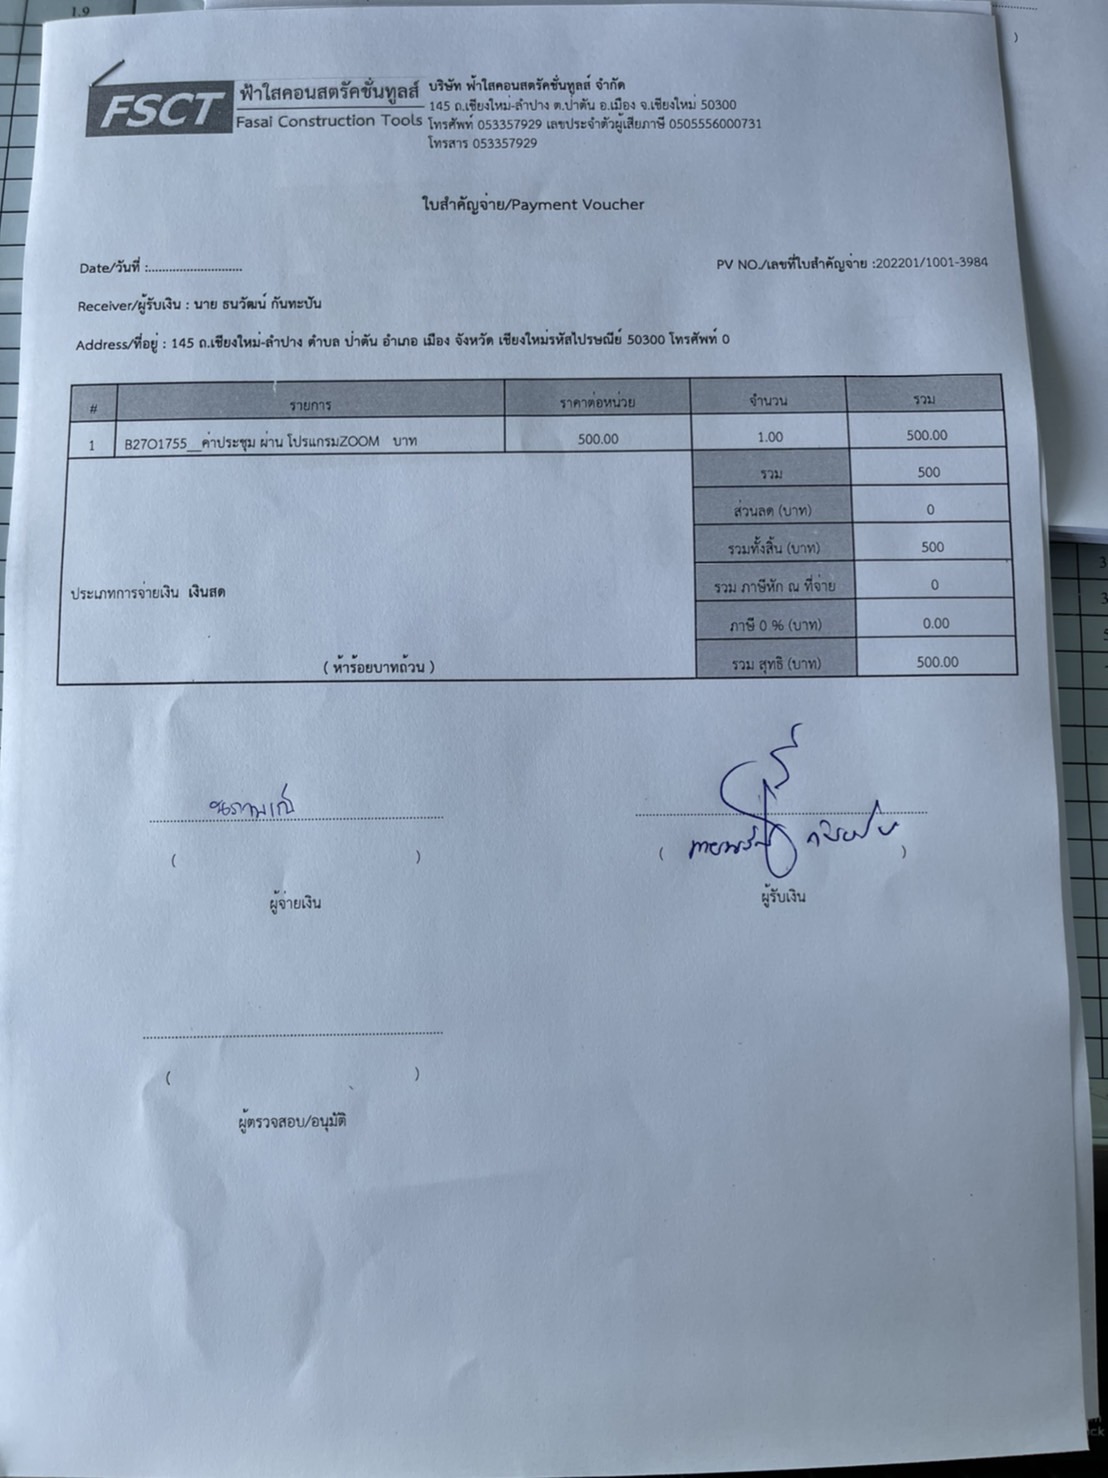 1.9
FSCT
ฟ้าใสคอนสตรัคชั่นทูลส์
Fasai Construction Tools
บริษัท ฟ้าใสคอนสตรัคชั่นทูลส์ จำกัด
145 ถ.เชียงใหม่-ลำปาง ต.ป่าตัน อ.เมือง จ.เชียงใหม่ 50300
โทรศัพท์ 053357929 เลขประจำตัวผู้เสียภาษี 0505556000731
โทรสาร 053357929
ใบสำคัญจ่าย/Payment Voucher
Date/วันที่ :............................
PV NO./เลขที่ใบสำคัญจ่าย :202201/1001-3984
Receiver/ผู้รับเงิน : นาย ธนวัฒน์ กันทะปัน
Address/ที่อยู่ : 145 ถ.เชียงใหม่-ลำปาง ตำบล ป่าตัน อำเภอ เมือง จังหวัด เชียงใหม่รหัสไปรษณีย์ 50300 โทรศัพท์ 0
# รายการ ราคาต่อหน่วย จำนวน รวม
1 B27O1755__ค่าประชุม ผ่าน โปรแกรมZOOM บาท 500.00 1.00 500.00
รวม 500
ส่วนลด (บาท) 0
รวมทั้งสิ้น (บาท) 500
ประเภทการจ่ายเงิน เงินสด
รวม ภาษีหัก ณ ที่จ่าย 0
ภาษี 0 % (บาท) 0.00
( ห้าร้อยบาทถ้วน )
รวม สุทธิ (บาท) 500.00
( )
ผู้จ่ายเงิน
( )
ผู้รับเงิน
( )
ผู้ตรวจสอบ/อนุมัติ